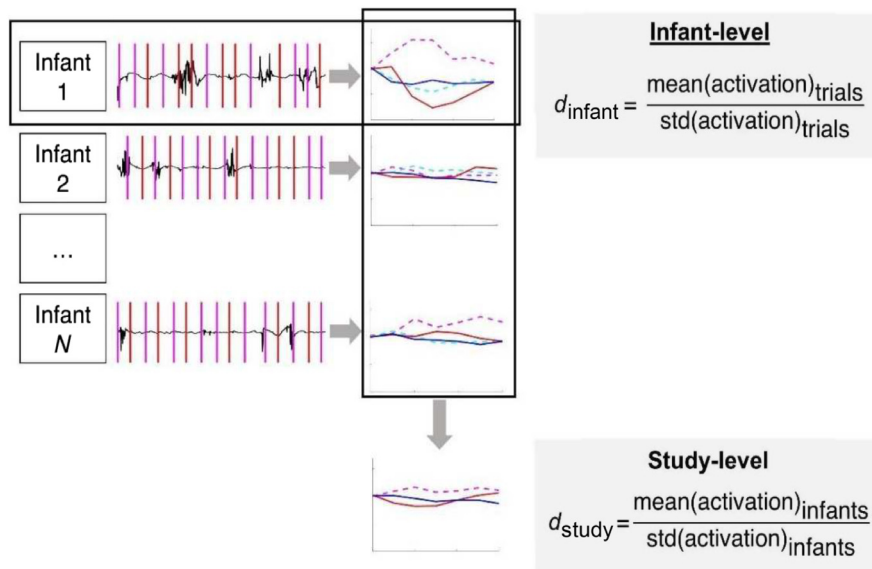 Infant
1
Infant-level
d_infant = mean(activation)_trials
std(activation)_trials
Infant
2
...
Infant
N
Study-level
d_study = mean(activation)_infants
std(activation)_infants